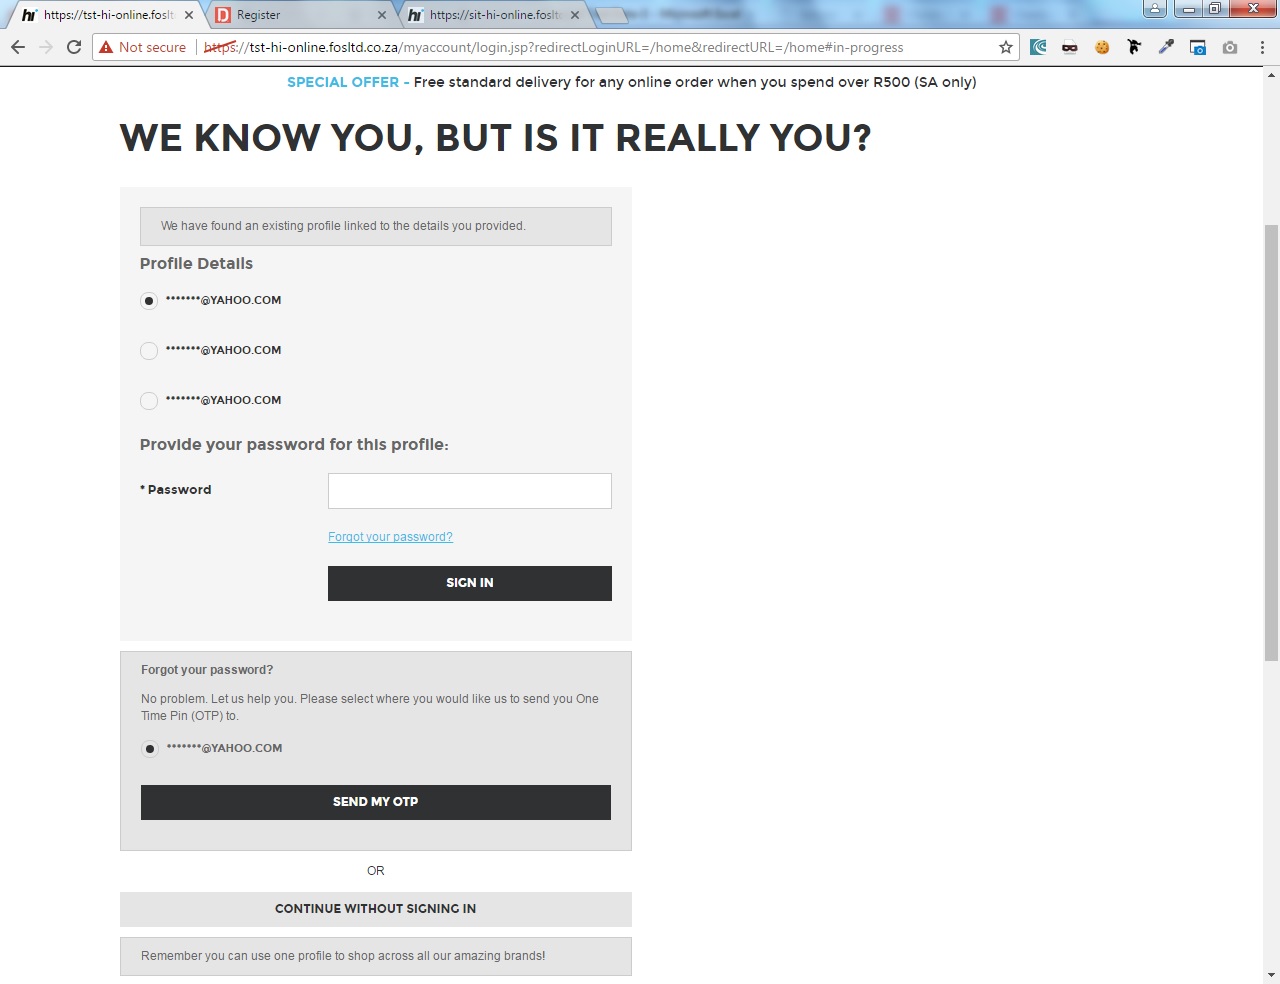 https://tst-hi-online.foslt
Register
https://sit-hi-online.foslt
Not secure
https://tst-hi-online.fosltd.co.za/myaccount/login.jsp?redirectLoginURL=/home&redirectURL=/home#in-progress
SPECIAL OFFER - Free standard delivery for any online order when you spend over R500 (SA only)
WE KNOW YOU, BUT IS IT REALLY YOU?
We have found an existing profile linked to the details you provided.
Profile Details
*******@YAHOO.COM
*******@YAHOO.COM
*******@YAHOO.COM
Provide your password for this profile:
* Password
Forgot your password?
SIGN IN
Forgot your password?
No problem. Let us help you. Please select where you would like us to send you One
Time Pin (OTP) to.
*******@YAHOO.COM
SEND MY OTP
OR
CONTINUE WITHOUT SIGNING IN
Remember you can use one profile to shop across all our amazing brands!